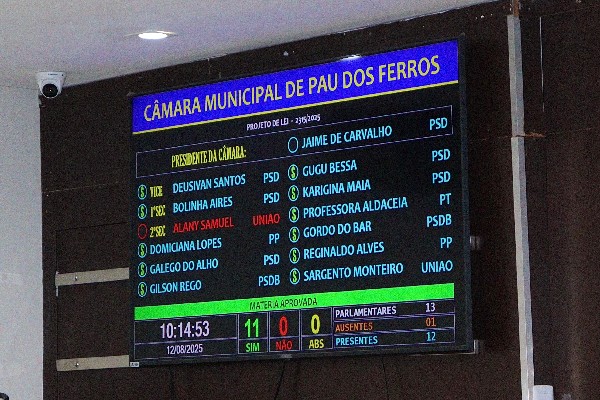 CÂMARA MUNICIPAL DE PAU DOS FERROS
PROJETO DE LEI - 2315/2025
PRESIDENTE DA CÂMARA: JAIME DE CARVALHO PSD
S VICE DEUSIVAN SANTOS PSD
S 1ºSEC BOLINHA AIRES PSD
2ºSEC ALANY SAMUEL UNIAO
S DOMICIANA LOPES PP
S GALEGO DO ALHO PSD
S GILSON REGO PSDB
S GUGU BESSA PSD
S KARIGINA MAIA PSD
S PROFESSORA ALDACEIA PT
S GORDO DO BAR PSDB
S REGINALDO ALVES PP
S SARGENTO MONTEIRO UNIAO
MATERIA APROVADA
10:14:53
12/08/2025
11 SIM
0 NÃO
0 ABS
PARLAMENTARES 13
AUSENTES 01
PRESENTES 12